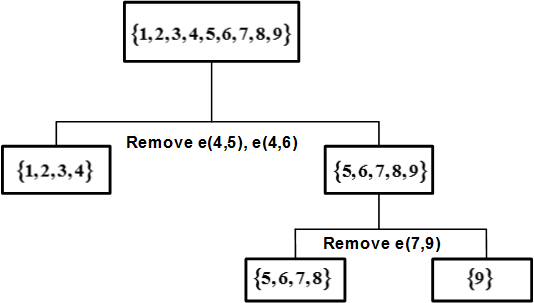 {1,2,3,4,5,6,7,8,9}
Remove e(4,5), e(4,6)
{1,2,3,4}
{5,6,7,8,9}
Remove e(7,9)
{5,6,7,8}
{9}